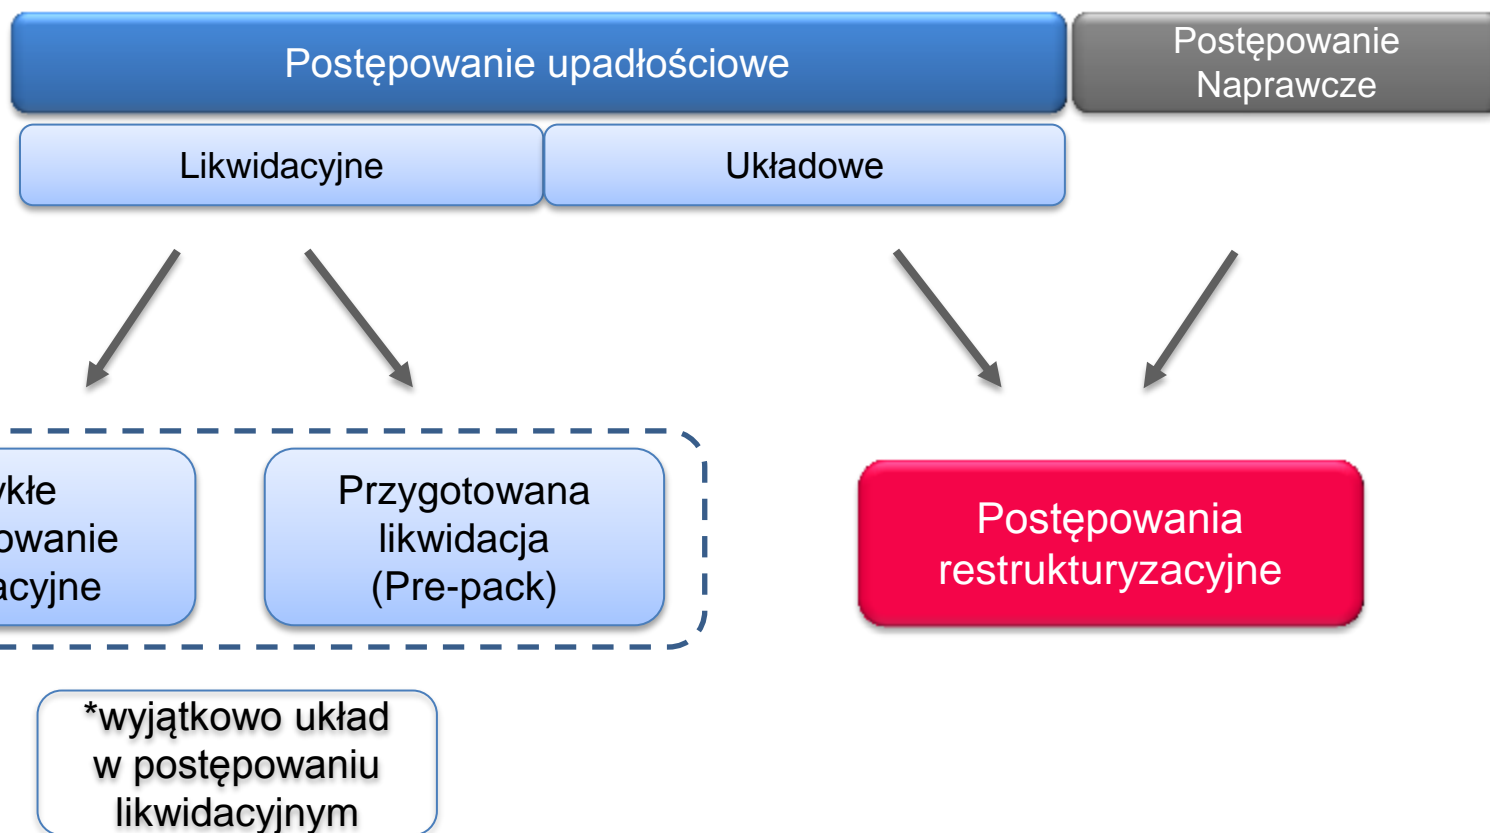 Postępowanie upadłościowe
Postępowanie
Naprawcze
Likwidacyjne
Układowe
Przygotowana
likwidacja
(Pre-pack)
Postępowania
restrukturyzacyjne
*wyjątkowo układ
w postępowaniu
likwidacyjnym